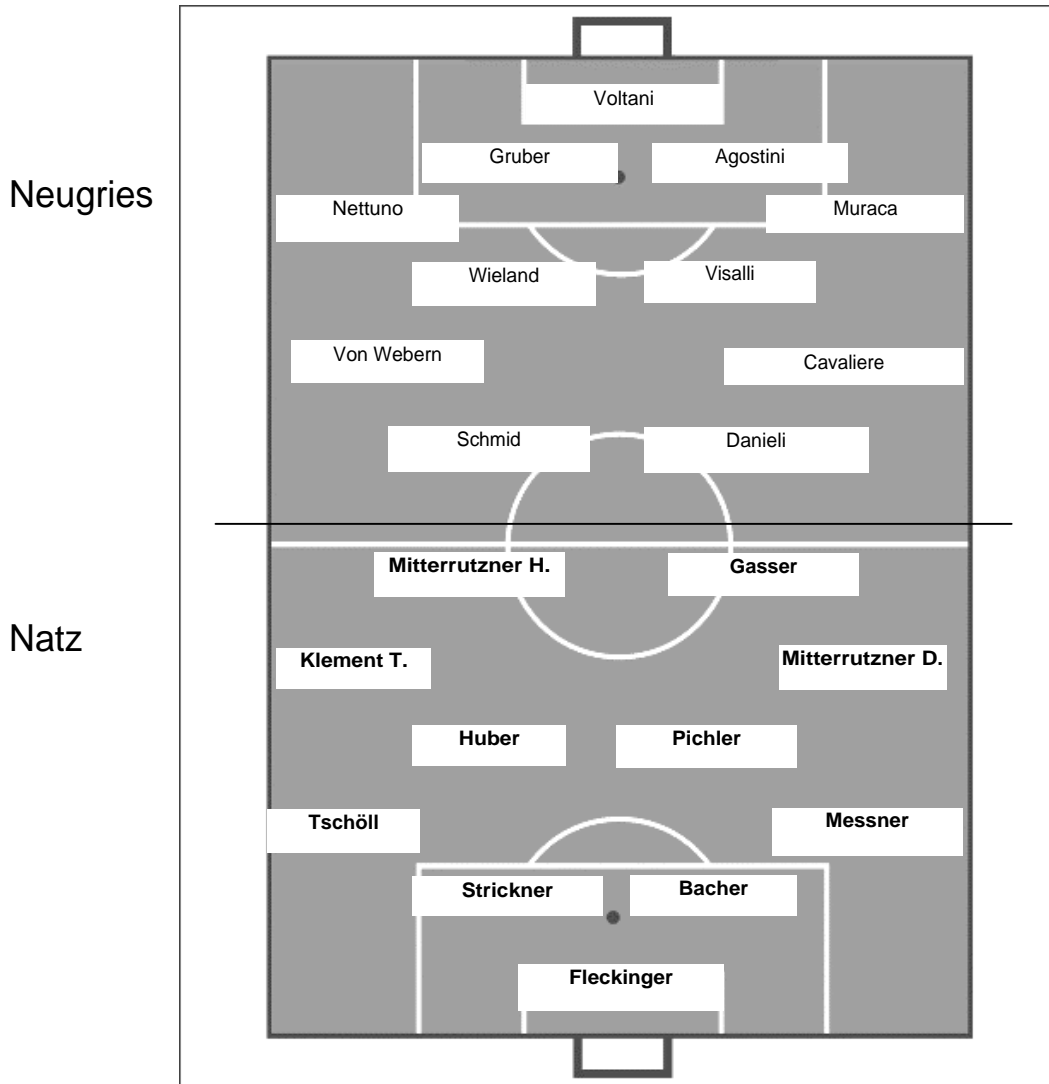 Voltani
Gruber Agostini
Neugries
Nettuno Muraca
Wieland Visalli
Von Webern Cavaliere
Schmid Danieli
Mitterrutzner H. Gasser
Natz
Klement T. Mitterrutzner D.
Huber Pichler
Tschöll Messner
Strickner Bacher
Fleckinger